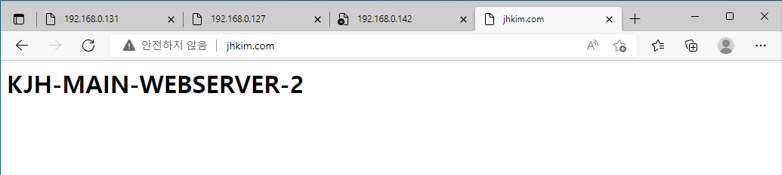 192.168.0.131 192.168.0.127 192.168.0.142 jhkim.com
안전하지 않음 jhkim.com
KJH-MAIN-WEBSERVER-2